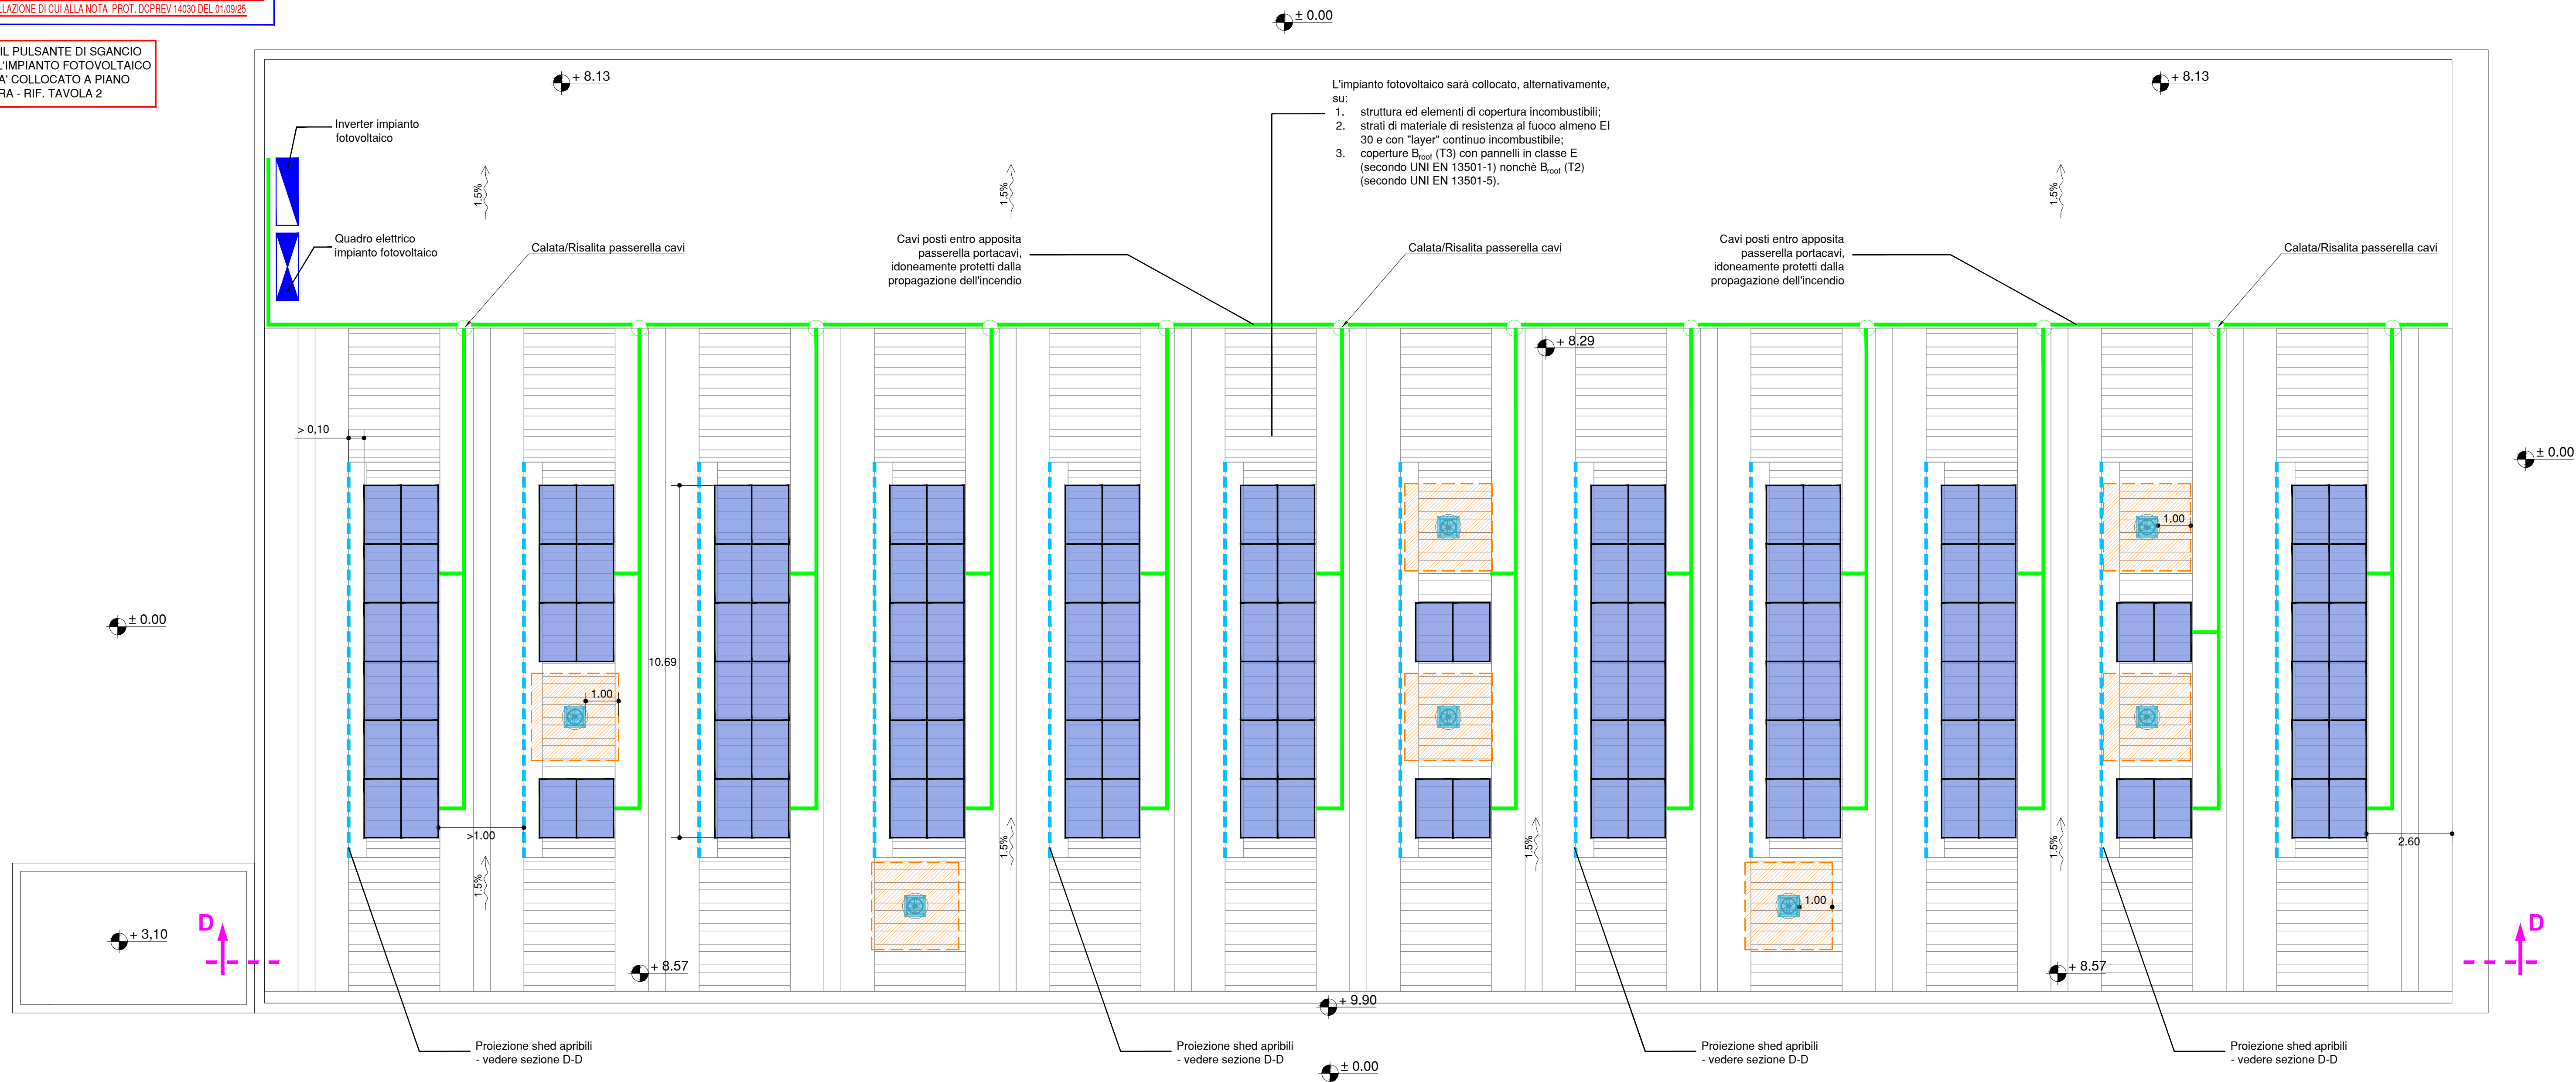 LLAZIONE DI CUI ALLA NOTA PROT. DCPREV 14030 DEL 01/09/25
IL PULSANTE DI SGANCIO
L'IMPIANTO FOTOVOLTAICO
A' COLLOCATO A PIANO
RA - RIF. TAVOLA 2
± 0.00
+ 8.13
+ 8.13
L'impianto fotovoltaico sarà collocato, alternativamente,
su:
1. struttura ed elementi di copertura incombustibili;
2. strati di materiale di resistenza al fuoco almeno EI
30 e con "layer" continuo incombustibile;
3. coperture Broof (T3) con pannelli in classe E
(secondo UNI EN 13501-1) nonchè Broof (T2)
(secondo UNI EN 13501-5).
Inverter impianto
fotovoltaico
1.5%
1.5%
1.5%
Quadro elettrico
impianto fotovoltaico
Calata/Risalita passerella cavi
Cavi posti entro apposita
passerella portacavi,
idoneamente protetti dalla
propagazione dell'incendio
Calata/Risalita passerella cavi
Cavi posti entro apposita
passerella portacavi,
idoneamente protetti dalla
propagazione dell'incendio
Calata/Risalita passerella cavi
+ 8.29
> 0,10
± 0.00
1.00
± 0.00
10.69
1.00
>1.00
2.60
1.5%
1.5%
1.5%
1.5%
1.00
D
+ 3,10
D
+ 8.57
+ 8.57
+ 9.90
Proiezione shed apribili
- vedere sezione D-D
Proiezione shed apribili
- vedere sezione D-D
Proiezione shed apribili
- vedere sezione D-D
Proiezione shed apribili
- vedere sezione D-D
± 0.00